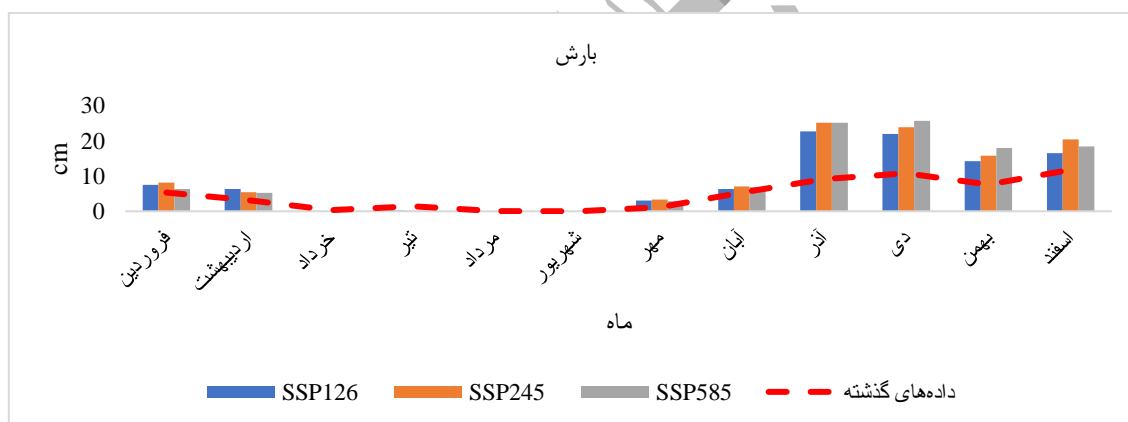 بارش
30
20
10
0
cm
فروردین
اردیبهشت
خرداد
تیر
مرداد
شهریور
مهر
آبان
آذر
دی
بهمن
اسفند
ماه
SSP126 SSP245 SSP585 داده‌های گذشته